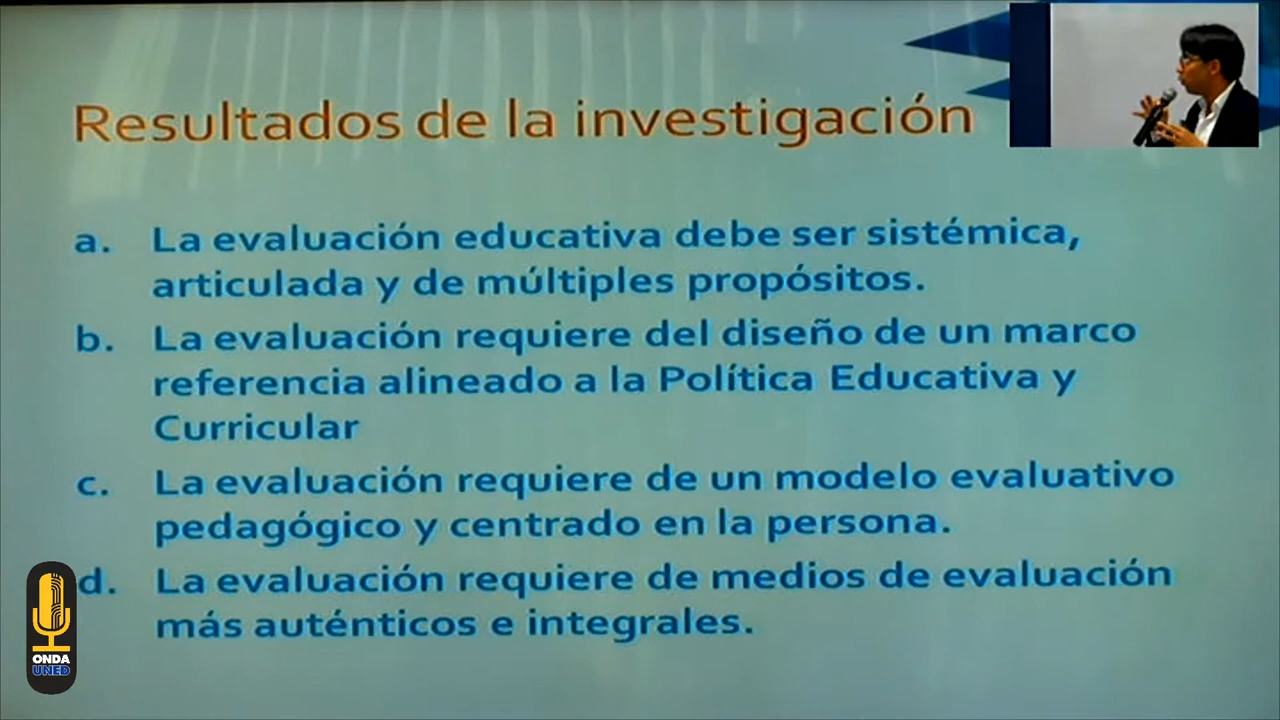 Resultados de la investigación
a. La evaluación educativa debe ser sistémica,
articulada y de múltiples propósitos.
b. La evaluación requiere del diseño de un marco
referencia alineado a la Política Educativa y
Curricular
c. La evaluación requiere de un modelo evaluativo
pedagógico y centrado en la persona.
d. La evaluación requiere de medios de evaluación
más auténticos e integrales.
ONDA
UNED